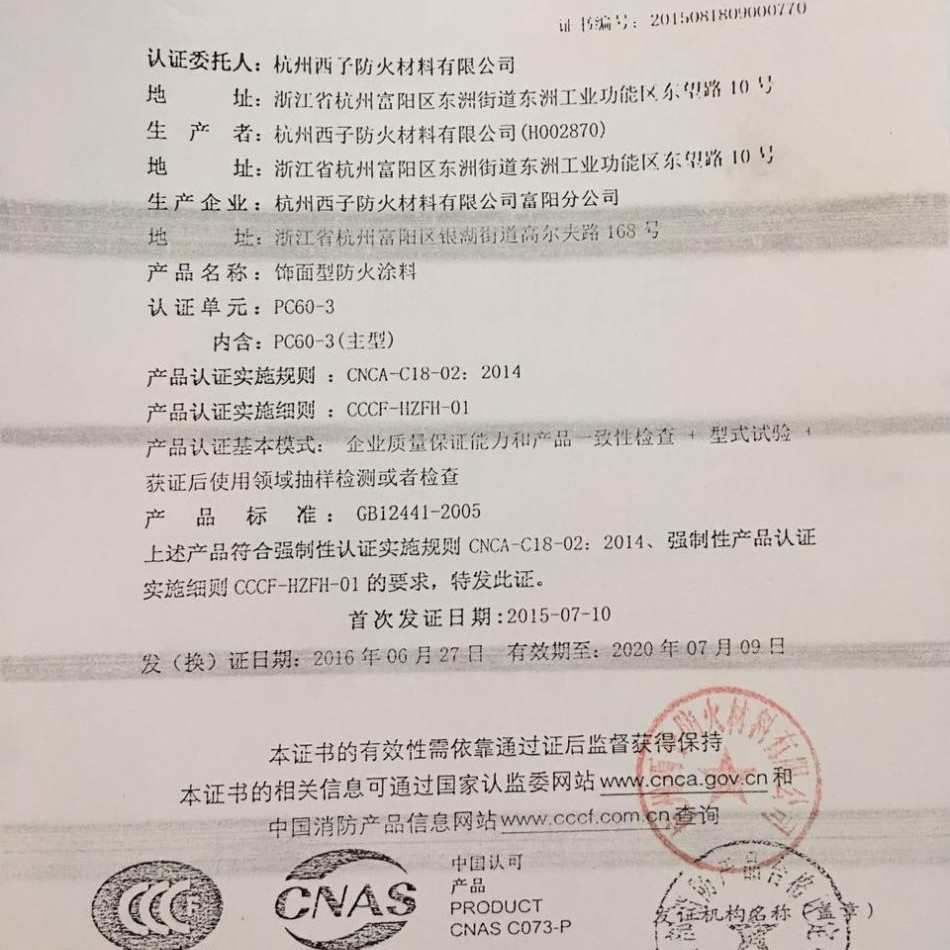 证书编号：2015081809000770
认证委托人：杭州西子防火材料有限公司
地 址：浙江省杭州富阳区东洲街道东洲工业功能区东望路 10 号
生 产 者：杭州西子防火材料有限公司(H002870)
地 址：浙江省杭州富阳区东洲街道东洲工业功能区东望路 10 号
生产企业：杭州西子防火材料有限公司富阳分公司
地 址：浙江省杭州富阳区银湖街道高尔夫路 168 号
产品名称：饰面型防火涂料
认证单元：PC60-3
内含：PC60-3(主型)
产品认证实施规则 ：CNCA-C18-02：2014
产品认证实施细则 ：CCCF-HZFH-01
产品认证基本模式： 企业质量保证能力和产品一致性检查 + 型式试验 +
获证后使用领域抽样检测或者检查
产 品 标 准 ： GB12441-2005
上述产品符合强制性认证实施规则 CNCA-C18-02：2014、强制性产品认证
实施细则 CCCF-HZFH-01 的要求，特发此证。
首次发证日期:2015-07-10
发（换）证日期：2016 年 06 月 27 日 有效期至：2020 年 07 月 09 日
本证书的有效性需依靠通过证后监督获得保持
本证书的相关信息可通过国家认监委网站 www.cnca.gov.cn 和
中国消防产品信息网站 www.cccf.com.cn 查询
防火材料有限公司
CCCF
CNAS
中国认可
产品
PRODUCT
CNAS C073-P
防产品合格
发证机构名称（盖章）